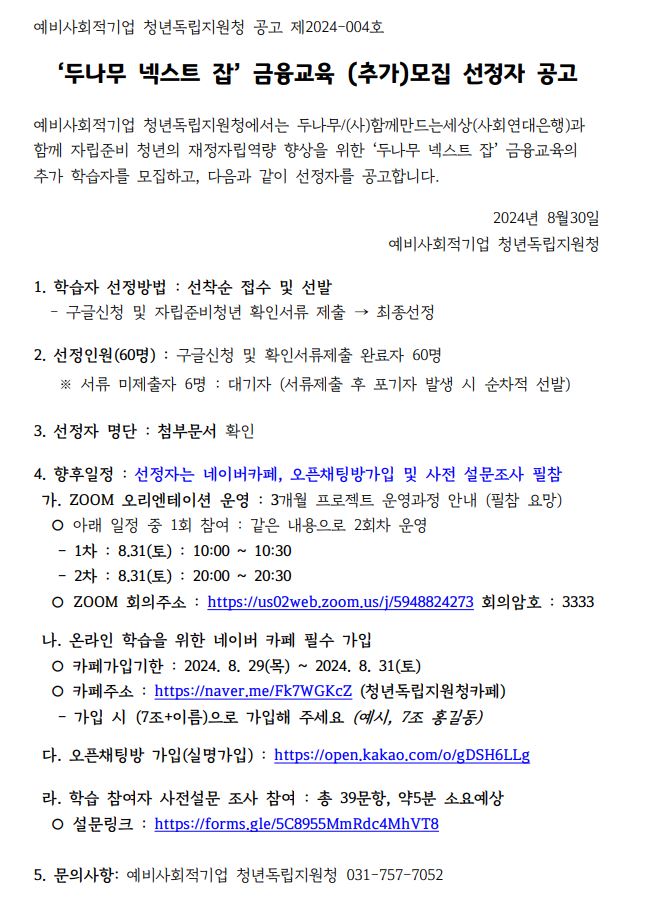 예비사회적기업 청년독립지원청 공고 제2024-004호
‘두나무 넥스트 잡’ 금융교육 (추가)모집 선정자 공고
예비사회적기업 청년독립지원청에서는 두나무/(사)함께만드는세상(사회연대은행)과
함께 자립준비 청년의 재정자립역량 향상을 위한 ‘두나무 넥스트 잡’ 금융교육의
추가 학습자를 모집하고, 다음과 같이 선정자를 공고합니다.
2024년 8월30일
예비사회적기업 청년독립지원청
1. 학습자 선정방법 : 선착순 접수 및 선발
- 구글신청 및 자립준비청년 확인서류 제출 → 최종선정
2. 선정인원(60명) : 구글신청 및 확인서류제출 완료자 60명
※ 서류 미제출자 6명 : 대기자 (서류제출 후 포기자 발생 시 순차적 선발)
3. 선정자 명단 : 첨부문서 확인
4. 향후일정 : 선정자는 네이버카페, 오픈채팅방가입 및 사전 설문조사 필참
가. ZOOM 오리엔테이션 운영 : 3개월 프로젝트 운영과정 안내 (필참 요망)
○ 아래 일정 중 1회 참여 : 같은 내용으로 2회차 운영
- 1차 : 8.31(토) : 10:00 ~ 10:30
- 2차 : 8.31(토) : 20:00 ~ 20:30
○ ZOOM 회의주소 : https://us02web.zoom.us/j/5948824273 회의암호 : 3333
나. 온라인 학습을 위한 네이버 카페 필수 가입
○ 카페가입기한 : 2024. 8. 29(목) ~ 2024. 8. 31(토)
○ 카페주소 : https://naver.me/Fk7WGKcZ (청년독립지원청카페)
- 가입 시 (7조+이름)으로 가입해 주세요 (예시, 7조 홍길동)
다. 오픈채팅방 가입(실명가입) : https://open.kakao.com/o/gDSH6LLg
라. 학습 참여자 사전설문 조사 참여 : 총 39문항, 약5분 소요예상
○ 설문링크 : https://forms.gle/5C8955MmRdc4MhVT8
5. 문의사항: 예비사회적기업 청년독립지원청 031-757-7052